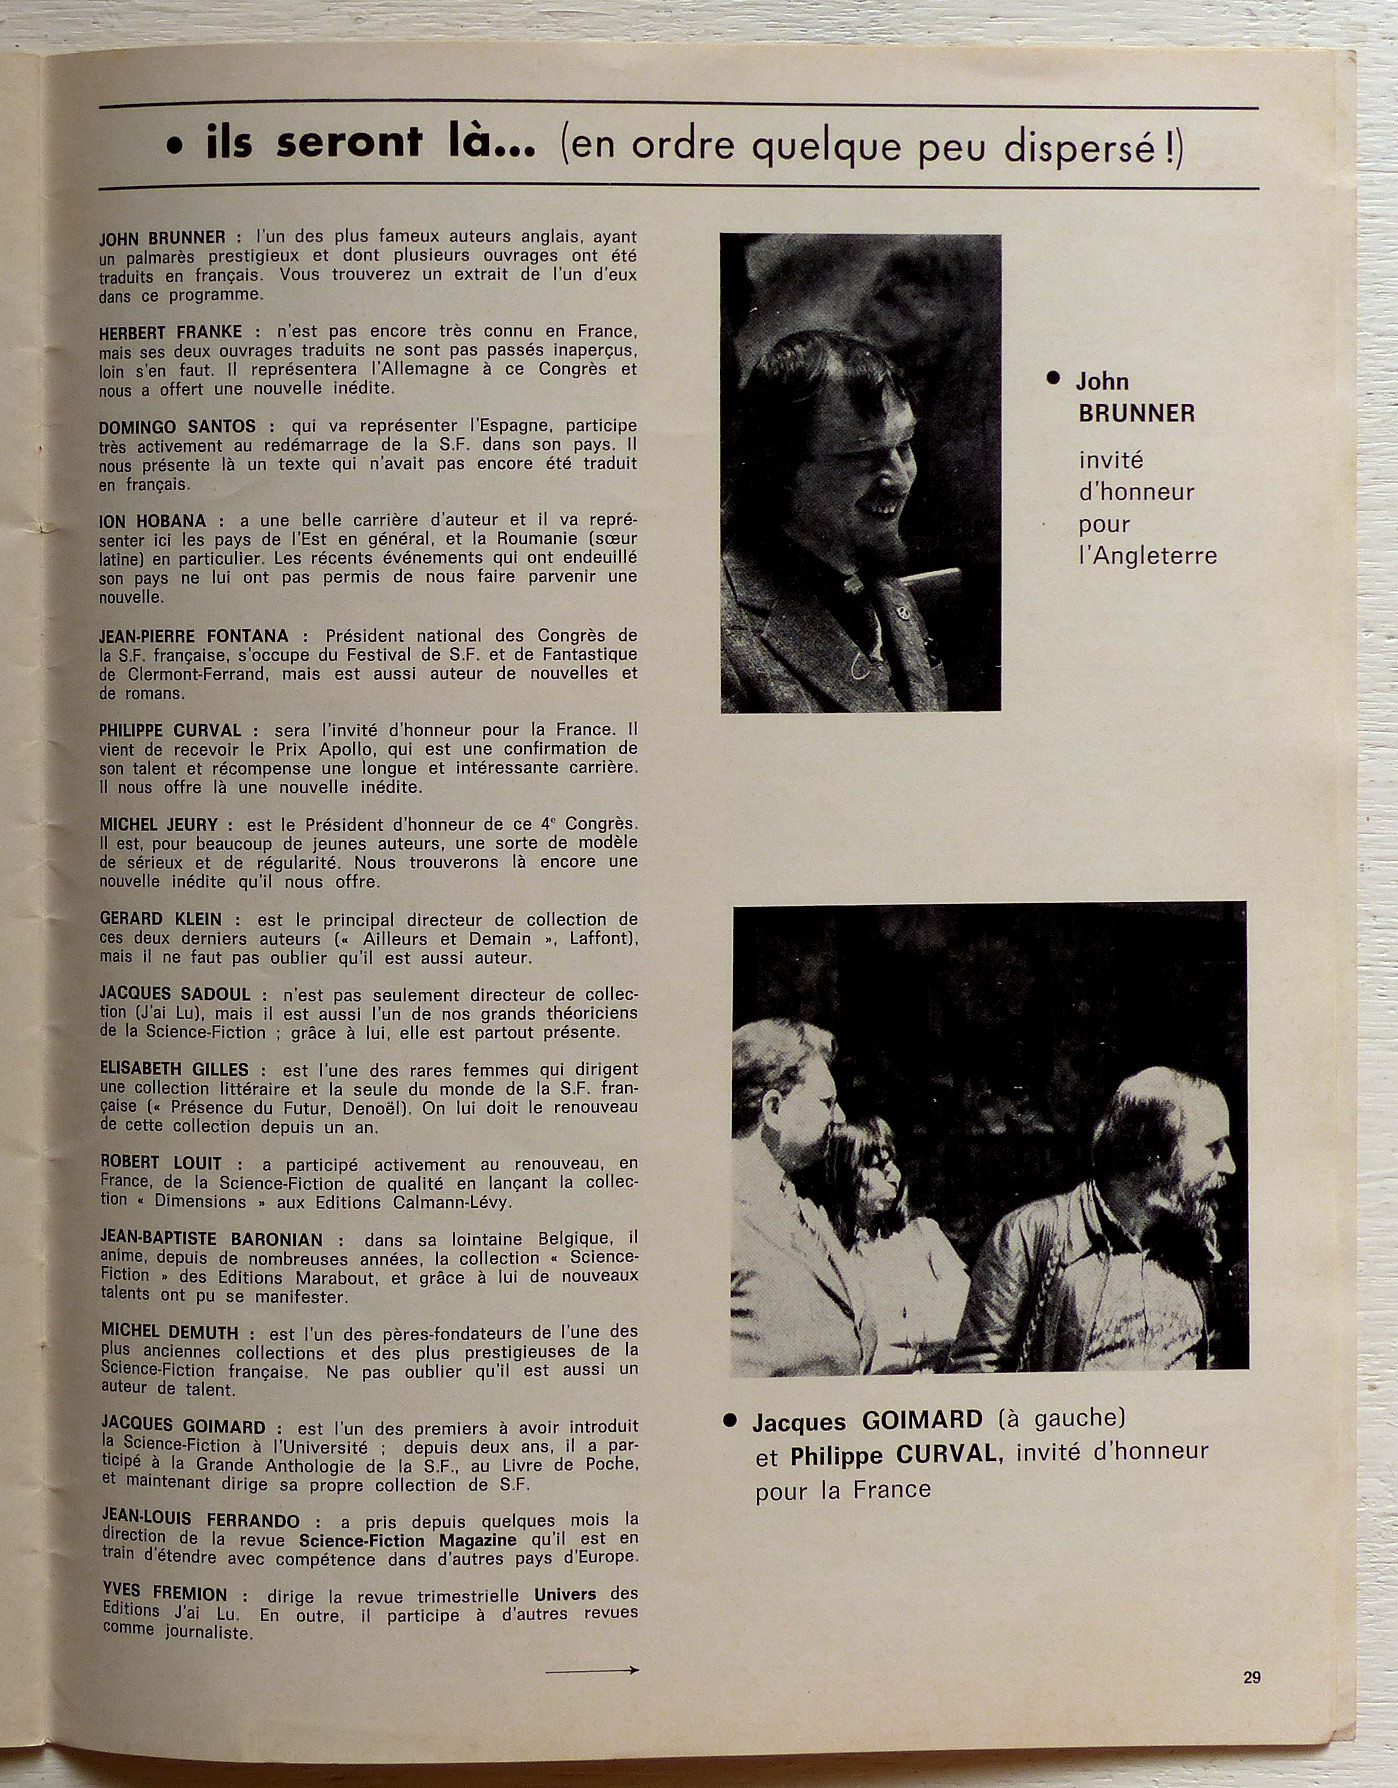 • ils seront là... (en ordre quelque peu dispersé !)
JOHN BRUNNER : l'un des plus fameux auteurs anglais, ayant
un palmarès prestigieux et dont plusieurs ouvrages ont été
traduits en français. Vous trouverez un extrait de l'un d'eux
dans ce programme.
HERBERT FRANKE : n'est pas encore très connu en France,
mais ses deux ouvrages traduits ne sont pas passés inaperçus,
loin s'en faut. Il représentera l'Allemagne à ce Congrès et
nous a offert une nouvelle inédite.
DOMINGO SANTOS : qui va représenter l'Espagne, participe
très activement au redémarrage de la S.F. dans son pays. Il
nous présente là un texte qui n'avait pas encore été traduit
en français.
ION HOBANA : a une belle carrière d'auteur et il va repré-
senter ici les pays de l'Est en général, et la Roumanie (sœur
latine) en particulier. Les récents événements qui ont endeuillé
son pays ne lui ont pas permis de nous faire parvenir une
nouvelle.
JEAN-PIERRE FONTANA : Président national des Congrès de
la S.F. française, s'occupe du Festival de S.F. et de Fantastique
de Clermont-Ferrand, mais est aussi auteur de nouvelles et
de romans.
PHILIPPE CURVAL : sera l'invité d'honneur pour la France. Il
vient de recevoir le Prix Apollo, qui est une confirmation de
son talent et récompense une longue et intéressante carrière.
Il nous offre là une nouvelle inédite.
MICHEL JEURY : est le Président d'honneur de ce 4e Congrès.
Il est, pour beaucoup de jeunes auteurs, une sorte de modèle
de sérieux et de régularité. Nous trouverons là encore une
nouvelle inédite qu'il nous offre.
GERARD KLEIN : est le principal directeur de collection de
ces deux derniers auteurs (« Ailleurs et Demain », Laffont),
mais il ne faut pas oublier qu'il est aussi auteur.
JACQUES SADOUL : n'est pas seulement directeur de collec-
tion (J'ai Lu), mais il est aussi l'un de nos grands théoriciens
de la Science-Fiction ; grâce à lui, elle est partout présente.
ELISABETH GILLES : est l'une des rares femmes qui dirigent
une collection littéraire et la seule du monde de la S.F. fran-
çaise (« Présence du Futur, Denoël). On lui doit le renouveau
de cette collection depuis un an.
ROBERT LOUIT : a participé activement au renouveau, en
France, de la Science-Fiction de qualité en lançant la collec-
tion « Dimensions » aux Editions Calmann-Lévy.
JEAN-BAPTISTE BARONIAN : dans sa lointaine Belgique, il
anime, depuis de nombreuses années, la collection « Science-
Fiction » des Editions Marabout, et grâce à lui de nouveaux
talents ont pu se manifester.
MICHEL DEMUTH : est l'un des pères-fondateurs de l'une des
plus anciennes collections et des plus prestigieuses de la
Science-Fiction française. Ne pas oublier qu'il est aussi un
auteur de talent.
JACQUES GOIMARD : est l'un des premiers à avoir introduit
la Science-Fiction à l'Université ; depuis deux ans, il a par-
ticipé à la Grande Anthologie de la S.F., au Livre de Poche,
et maintenant dirige sa propre collection de S.F.
JEAN-LOUIS FERRANDO : a pris depuis quelques mois la
direction de la revue Science-Fiction Magazine qu'il est en
train d'étendre avec compétence dans d'autres pays d'Europe.
YVES FREMION : dirige la revue trimestrielle Univers des
Editions J'ai Lu. En outre, il participe à d'autres revues
comme journaliste.
• John
BRUNNER
invité
d'honneur
pour
l'Angleterre
• Jacques GOIMARD (à gauche)
et Philippe CURVAL, invité d'honneur
pour la France
29